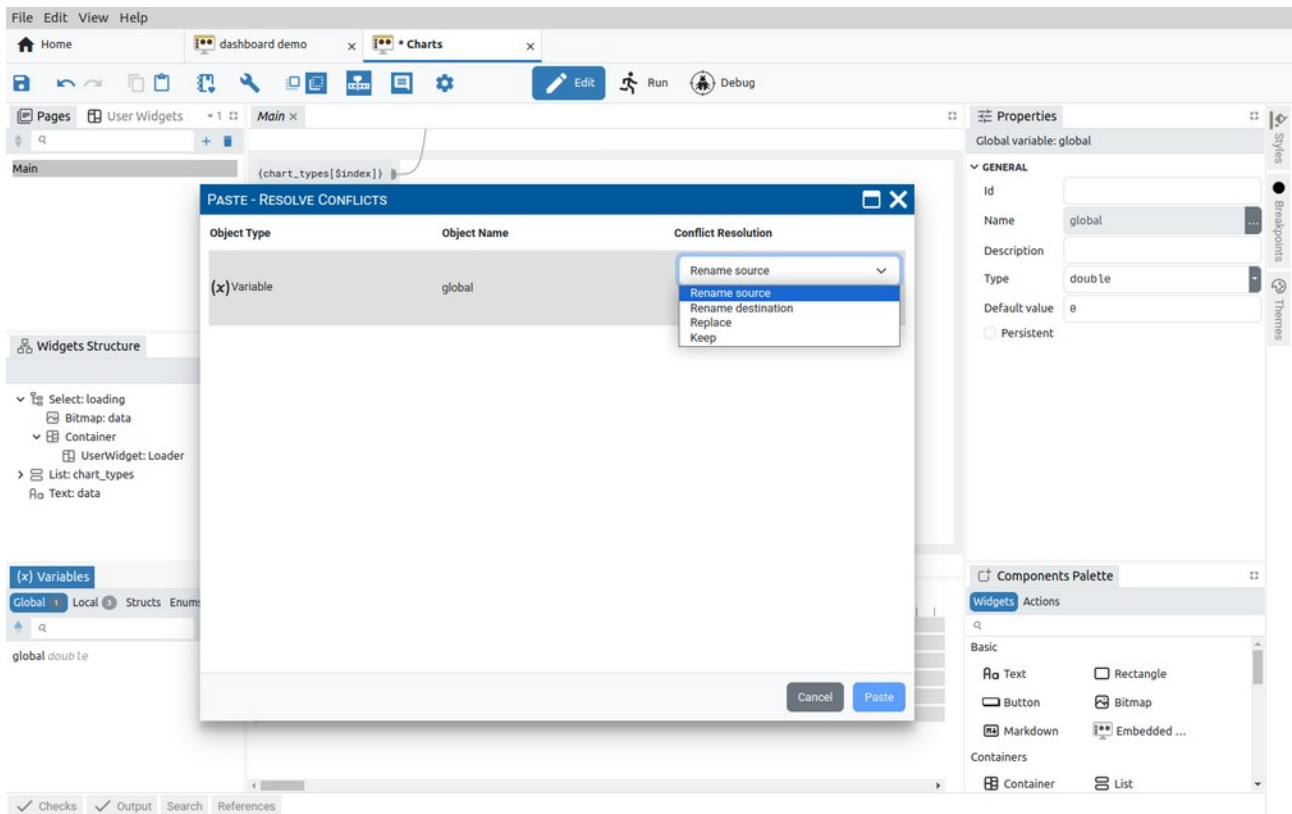 File Edit View Help
Home
dashboard demo x
* Charts x
Edit Run Debug
Pages User Widgets 1
Main x
Properties
Global variable: global
Main
{chart_types[$index]}
GENERAL
Id
Name global ...
Description
Type double
Default value 0
Persistent
Styles
Breakpoints
Themes
PASTE - RESOLVE CONFLICTS
Object Type Object Name Conflict Resolution
(x) Variable global Rename source
Rename source
Rename destination
Replace
Keep
Widgets Structure
Select: loading
Bitmap: data
Container
UserWidget: Loader
List: chart_types
Text: data
(x) Variables
Global 1 Local 3 Structs Enums
global double
Cancel Paste
Components Palette
Widgets Actions
Basic
Text Rectangle
Button Bitmap
Markdown Embedded ...
Containers
Container List
Checks Output Search References